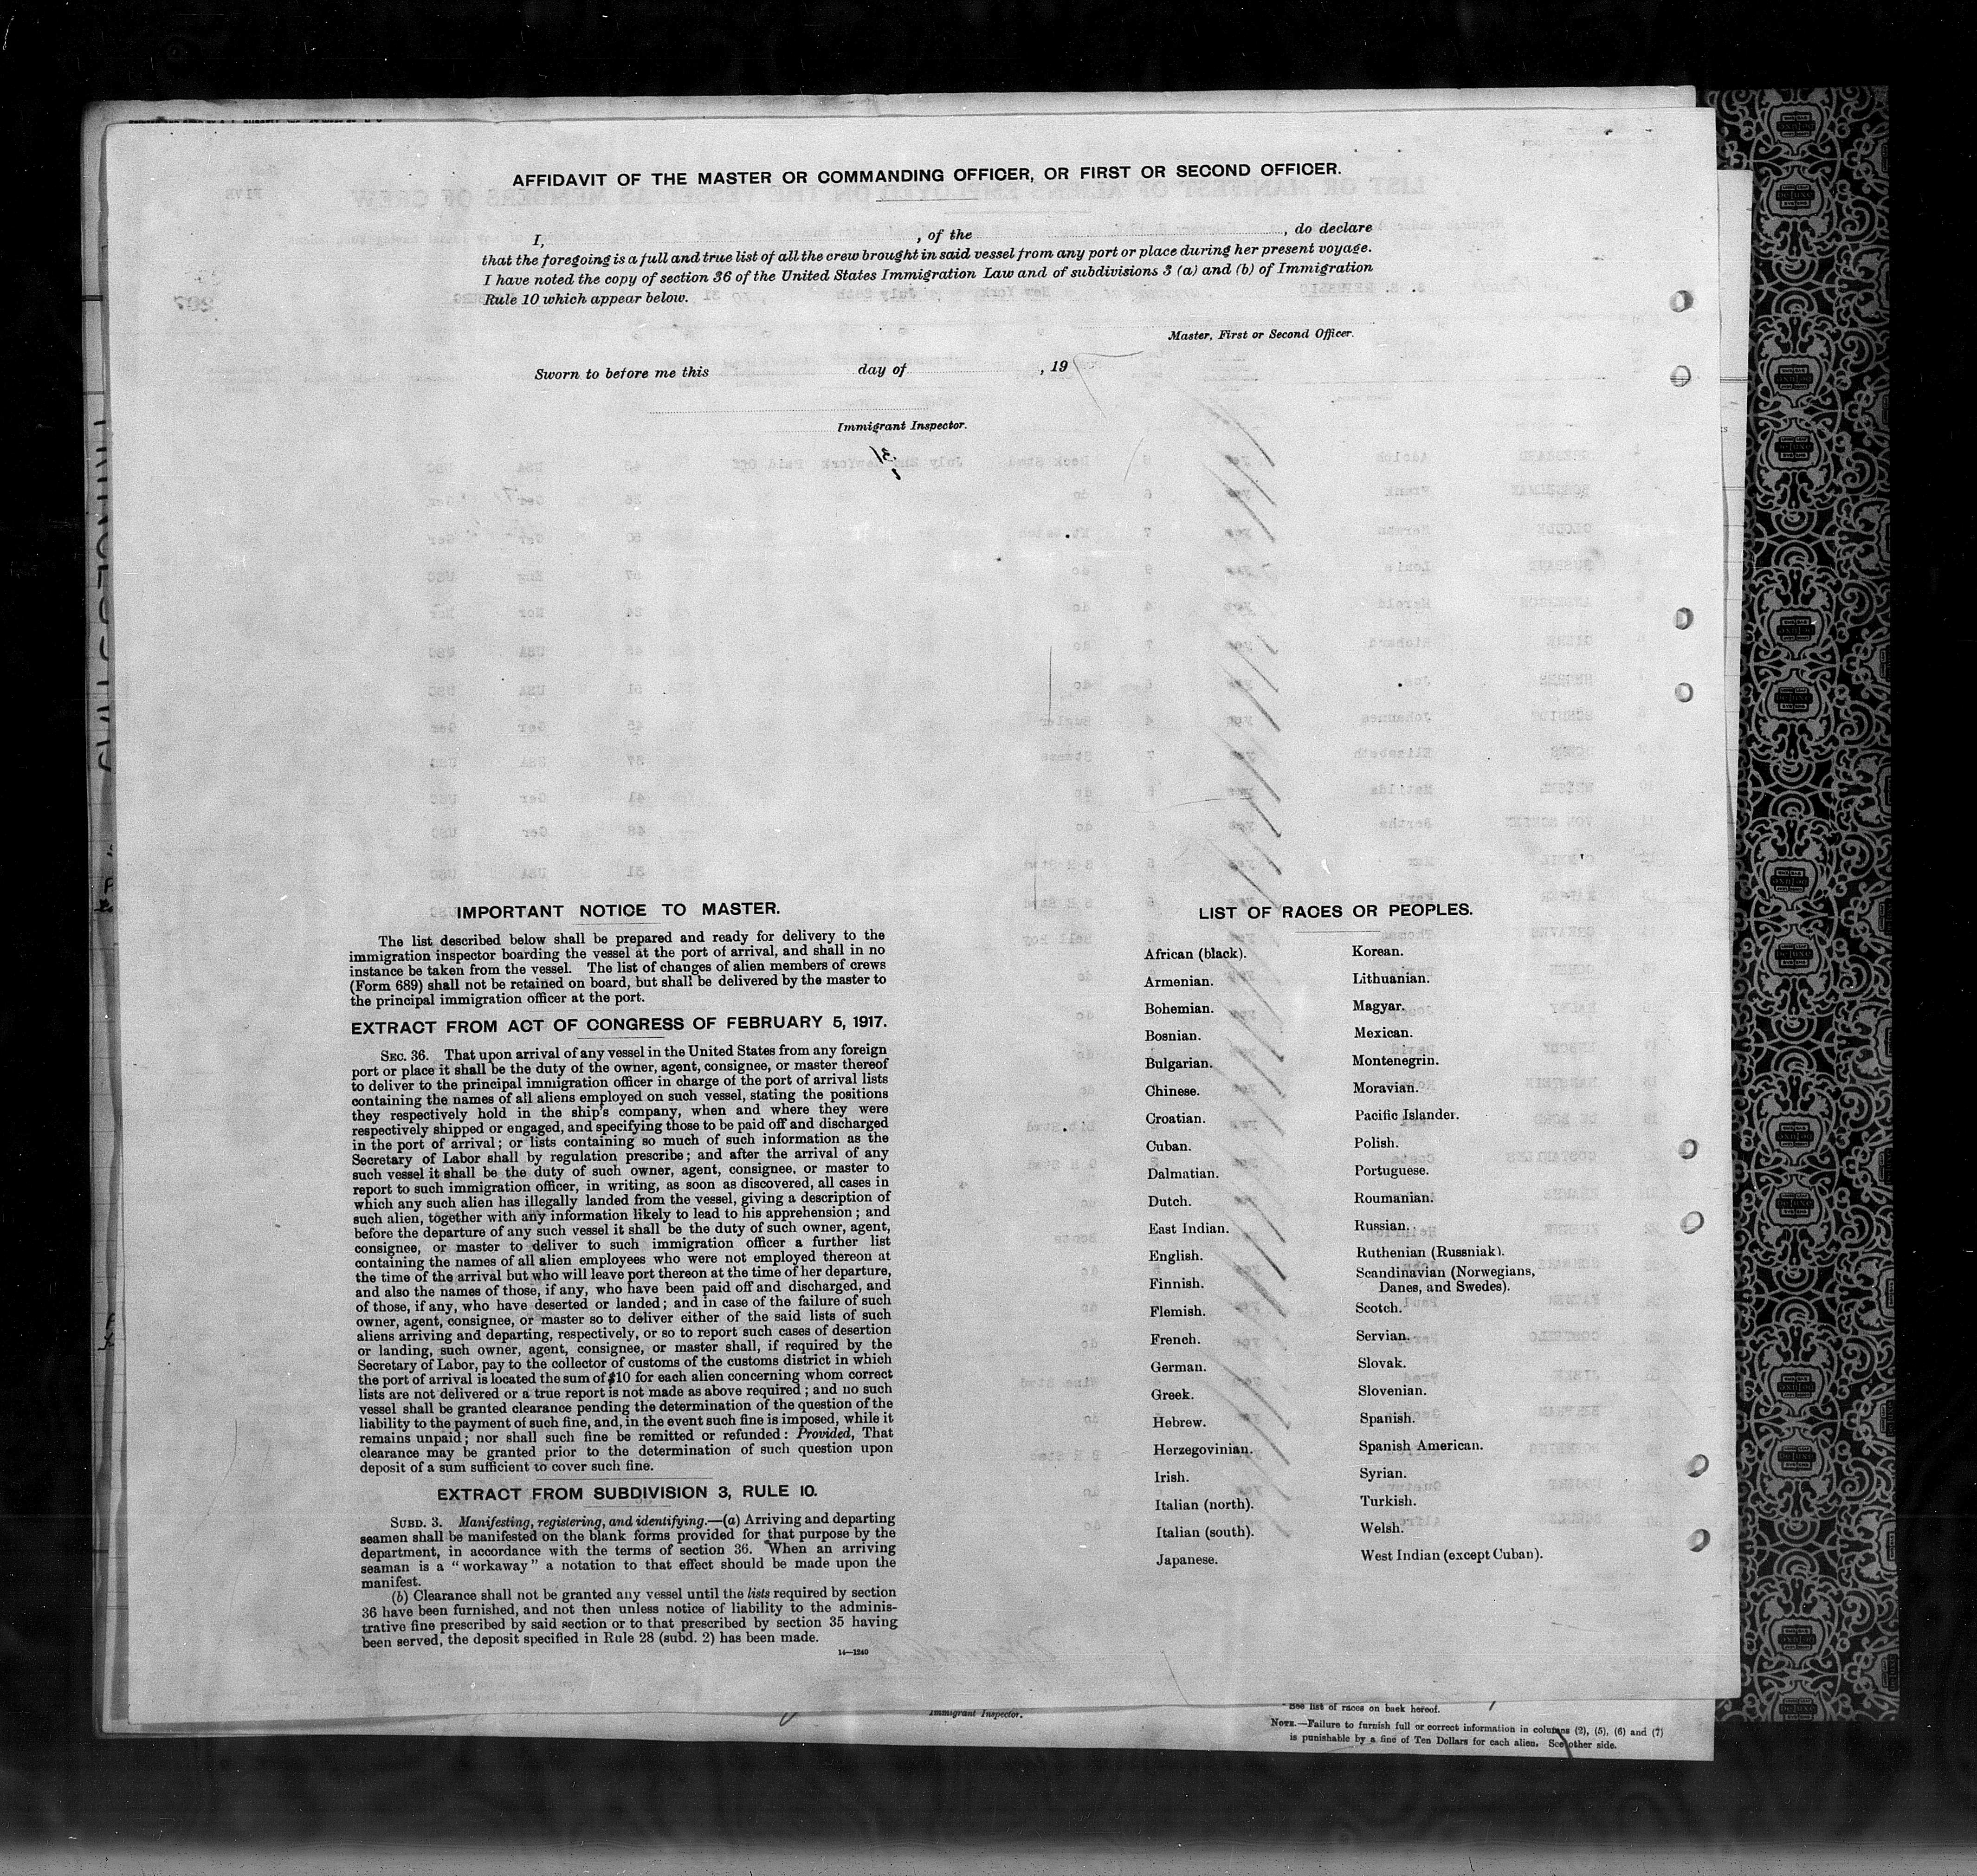 AFFIDAVIT OF THE MASTER OR COMMANDING OFFICER, OR FIRST OR SECOND OFFICER.
I, , of the , do declare
that the foregoing is a full and true list of all the crew brought in said vessel from any port or place during her present voyage.
I have noted the copy of section 36 of the United States Immigration Law and of subdivisions 3 (a) and (b) of Immigration
Rule 10 which appear below.
Master, First or Second Officer.
Sworn to before me this day of , 19
Immigrant Inspector.
IMPORTANT NOTICE TO MASTER.
The list described below shall be prepared and ready for delivery to the
immigration inspector boarding the vessel at the port of arrival, and shall in no
instance be taken from the vessel. The list of changes of alien members of crews
(Form 689) shall not be retained on board, but shall be delivered by the master to
the principal immigration officer at the port.
EXTRACT FROM ACT OF CONGRESS OF FEBRUARY 5, 1917.
SEC. 36. That upon arrival of any vessel in the United States from any foreign
port or place it shall be the duty of the owner, agent, consignee, or master thereof
to deliver to the principal immigration officer in charge of the port of arrival lists
containing the names of all aliens employed on such vessel, stating the positions
they respectively hold in the ship's company, when and where they were
respectively shipped or engaged, and specifying those to be paid off and discharged
in the port of arrival; or lists containing so much of such information as the
Secretary of Labor shall by regulation prescribe; and after the arrival of any
such vessel it shall be the duty of such owner, agent, consignee, or master to
report to such immigration officer, in writing, as soon as discovered, all cases in
which any such alien has illegally landed from the vessel, giving a description of
such alien, together with any information likely to lead to his apprehension; and
before the departure of any such vessel it shall be the duty of such owner, agent,
consignee, or master to deliver to such immigration officer a further list
containing the names of all alien employees who were not employed thereon at
the time of the arrival but who will leave port thereon at the time of her departure,
and also the names of those, if any, who have been paid off and discharged, and
of those, if any, who have deserted or landed; and in case of the failure of such
owner, agent, consignee, or master so to deliver either of the said lists of such
aliens arriving and departing, respectively, or so to report such cases of desertion
or landing, such owner, agent, consignee, or master shall, if required by the
Secretary of Labor, pay to the collector of customs of the customs district in which
the port of arrival is located the sum of $10 for each alien concerning whom correct
lists are not delivered or a true report is not made as above required; and no such
vessel shall be granted clearance pending the determination of the question of the
liability to the payment of such fine, and, in the event such fine is imposed, while it
remains unpaid; nor shall such fine be remitted or refunded: Provided, That
clearance may be granted prior to the determination of such question upon
deposit of a sum sufficient to cover such fine.
EXTRACT FROM SUBDIVISION 3, RULE 10.
SUBD. 3. Manifesting, registering, and identifying.—(a) Arriving and departing
seamen shall be manifested on the blank forms provided for that purpose by the
department, in accordance with the terms of section 36. When an arriving
seaman is a "workaway" a notation to that effect should be made upon the
manifest.
(b) Clearance shall not be granted any vessel until the lists required by section
36 have been furnished, and not then unless notice of liability to the adminis-
trative fine prescribed by said section or to that prescribed by section 35 having
been served, the deposit specified in Rule 28 (subd. 2) has been made.
14—1240
LIST OF RACES OR PEOPLES.
African (black).
Armenian.
Bohemian.
Bosnian.
Bulgarian.
Chinese.
Croatian.
Cuban.
Dalmatian.
Dutch.
East Indian.
English.
Finnish.
Flemish.
French.
German.
Greek.
Hebrew.
Herzegovinian.
Irish.
Italian (north).
Italian (south).
Japanese.
Korean.
Lithuanian.
Magyar.
Mexican.
Montenegrin.
Moravian.
Pacific Islander.
Polish.
Portuguese.
Roumanian.
Russian.
Ruthenian (Russniak).
Scandinavian (Norwegians,
Danes, and Swedes).
Scotch.
Servian.
Slovak.
Slovenian.
Spanish.
Spanish American.
Syrian.
Turkish.
Welsh.
West Indian (except Cuban).
Immigrant Inspector.
See list of races on back hereof.
NOTE.—Failure to furnish full or correct information in columns (2), (5), (6) and (7)
is punishable by a fine of Ten Dollars for each alien. See other side.